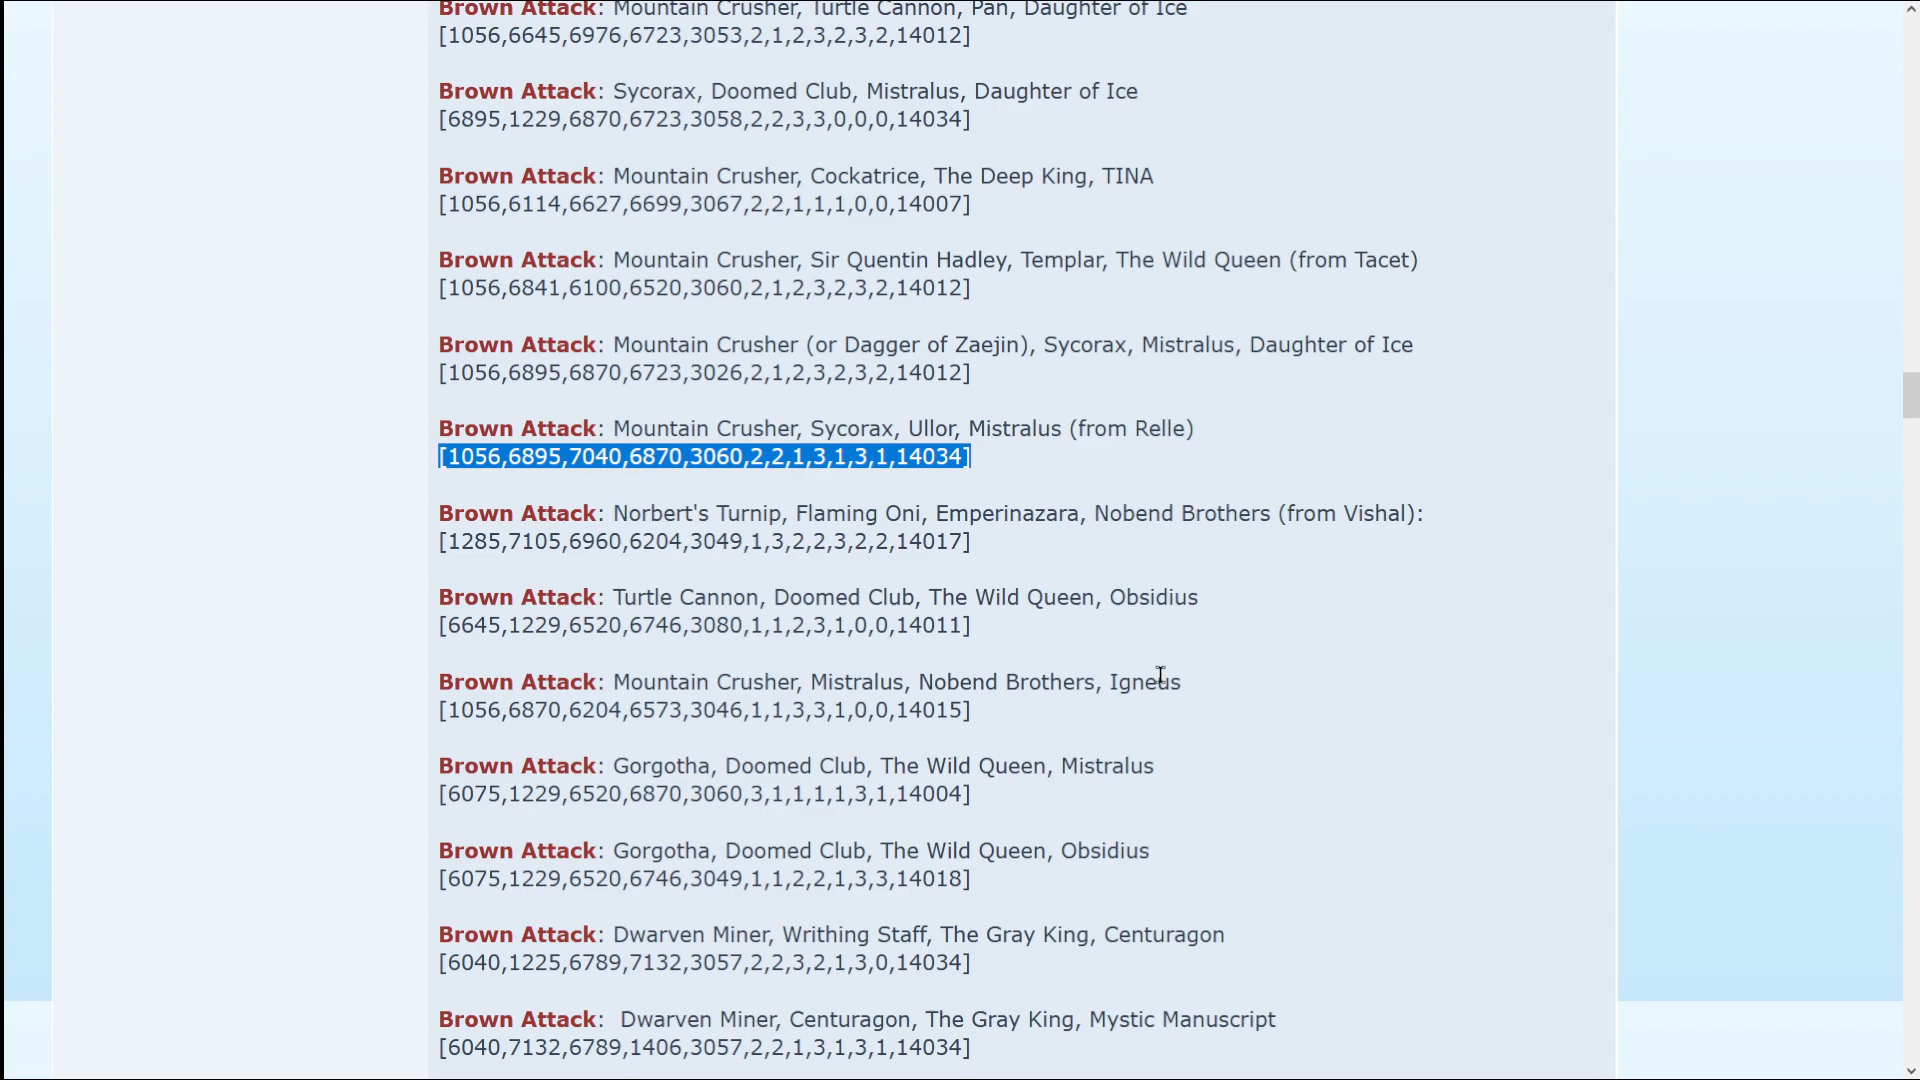 Brown Attack: Mountain Crusher, Turtle Cannon, Pan, Daughter of Ice
[1056,6645,6976,6723,3053,2,1,2,3,2,3,2,14012]
Brown Attack: Sycorax, Doomed Club, Mistralus, Daughter of Ice
[6895,1229,6870,6723,3058,2,2,3,3,0,0,0,14034]
Brown Attack: Mountain Crusher, Cockatrice, The Deep King, TINA
[1056,6114,6627,6699,3067,2,2,1,1,1,0,0,14007]
Brown Attack: Mountain Crusher, Sir Quentin Hadley, Templar, The Wild Queen (from Tacet)
[1056,6841,6100,6520,3060,2,1,2,3,2,3,2,14012]
Brown Attack: Mountain Crusher (or Dagger of Zaejin), Sycorax, Mistralus, Daughter of Ice
[1056,6895,6870,6723,3026,2,1,2,3,2,3,2,14012]
Brown Attack: Mountain Crusher, Sycorax, Ullor, Mistralus (from Relle)
[1056,6895,7040,6870,3060,2,2,1,3,1,3,1,14034]
Brown Attack: Norbert's Turnip, Flaming Oni, Emperinazara, Nobend Brothers (from Vishal):
[1285,7105,6960,6204,3049,1,3,2,2,3,2,2,14017]
Brown Attack: Turtle Cannon, Doomed Club, The Wild Queen, Obsidius
[6645,1229,6520,6746,3080,1,1,2,3,1,0,0,14011]
Brown Attack: Mountain Crusher, Mistralus, Nobend Brothers, Igneus
[1056,6870,6204,6573,3046,1,1,3,3,1,0,0,14015]
Brown Attack: Gorgotha, Doomed Club, The Wild Queen, Mistralus
[6075,1229,6520,6870,3060,3,1,1,1,1,3,1,14004]
Brown Attack: Gorgotha, Doomed Club, The Wild Queen, Obsidius
[6075,1229,6520,6746,3049,1,1,2,2,1,3,3,14018]
Brown Attack: Dwarven Miner, Writhing Staff, The Gray King, Centuragon
[6040,1225,6789,7132,3057,2,2,3,2,1,3,0,14034]
Brown Attack: Dwarven Miner, Centuragon, The Gray King, Mystic Manuscript
[6040,7132,6789,1406,3057,2,2,1,3,1,3,1,14034]